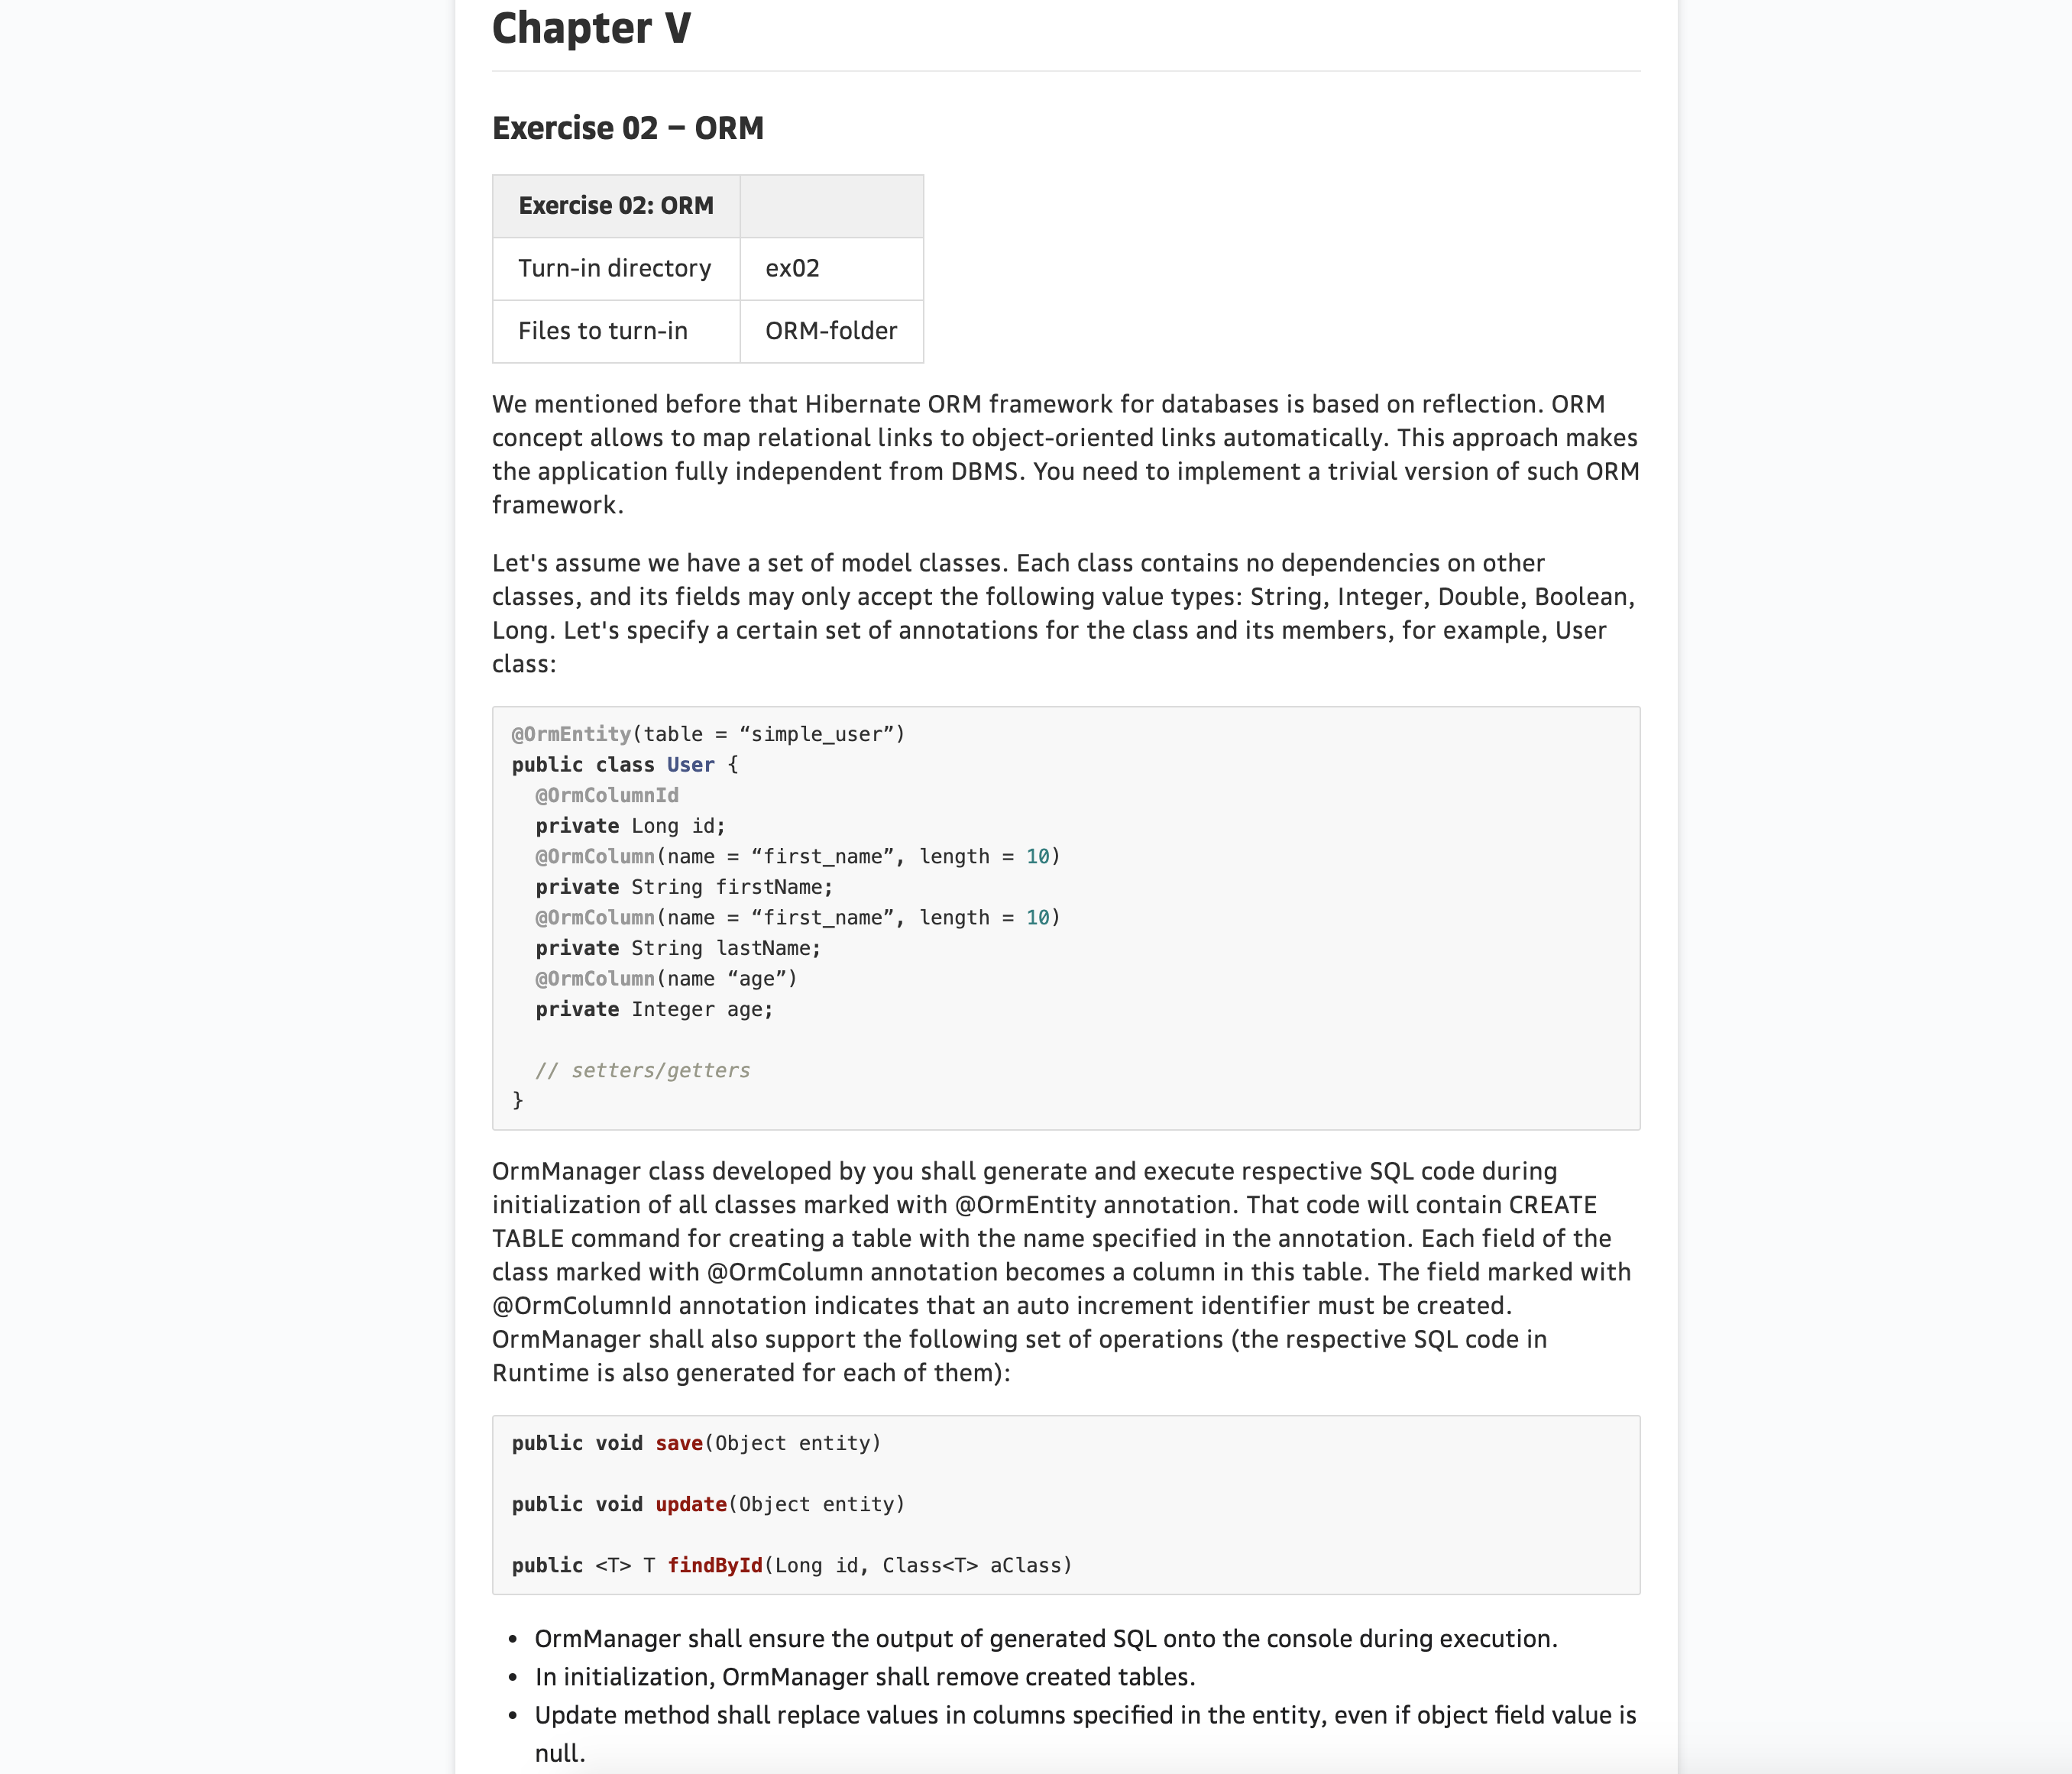 Chapter V
Exercise 02 – ORM
Exercise 02: ORM
Turn-in directory ex02
Files to turn-in ORM-folder
We mentioned before that Hibernate ORM framework for databases is based on reflection. ORM
concept allows to map relational links to object-oriented links automatically. This approach makes
the application fully independent from DBMS. You need to implement a trivial version of such ORM
framework.
Let's assume we have a set of model classes. Each class contains no dependencies on other
classes, and its fields may only accept the following value types: String, Integer, Double, Boolean,
Long. Let's specify a certain set of annotations for the class and its members, for example, User
class:
@OrmEntity(table = “simple_user”)
public class User {
  @OrmColumnId
  private Long id;
  @OrmColumn(name = “first_name”, length = 10)
  private String firstName;
  @OrmColumn(name = “first_name”, length = 10)
  private String lastName;
  @OrmColumn(name “age”)
  private Integer age;
  // setters/getters
}
OrmManager class developed by you shall generate and execute respective SQL code during
initialization of all classes marked with @OrmEntity annotation. That code will contain CREATE
TABLE command for creating a table with the name specified in the annotation. Each field of the
class marked with @OrmColumn annotation becomes a column in this table. The field marked with
@OrmColumnId annotation indicates that an auto increment identifier must be created.
OrmManager shall also support the following set of operations (the respective SQL code in
Runtime is also generated for each of them):
public void save(Object entity)
public void update(Object entity)
public <T> T findById(Long id, Class<T> aClass)
• OrmManager shall ensure the output of generated SQL onto the console during execution.
• In initialization, OrmManager shall remove created tables.
• Update method shall replace values in columns specified in the entity, even if object field value is
null.